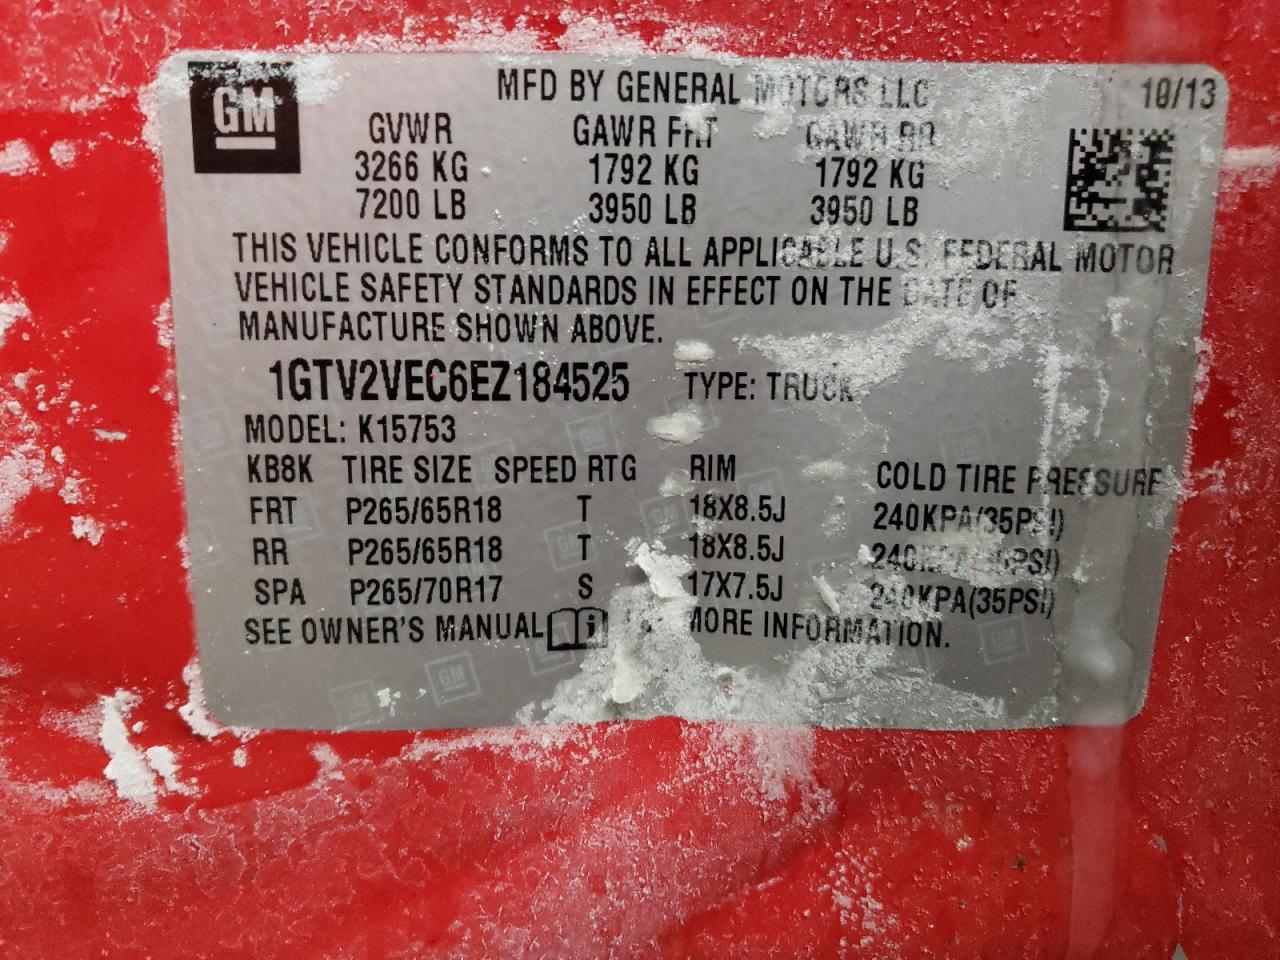 GM
MFD BY GENERAL MOTORS LLC 10/13
GVWR GAWR FRT GAWR RR
3266 KG 1792 KG 1792 KG
7200 LB 3950 LB 3950 LB
THIS VEHICLE CONFORMS TO ALL APPLICABLE U.S. FEDERAL MOTOR
VEHICLE SAFETY STANDARDS IN EFFECT ON THE DATE OF
MANUFACTURE SHOWN ABOVE.
1GTV2VEC6EZ184525 TYPE: TRUCK
MODEL: K15753
KB8K TIRE SIZE SPEED RTG RIM COLD TIRE PRESSURE
FRT P265/65R18 T 18X8.5J 240KPA(35PSI)
RR P265/65R18 T 18X8.5J 240KPA(35PSI)
SPA P265/70R17 S 17X7.5J 240KPA(35PSI)
SEE OWNER'S MANUAL MORE INFORMATION.